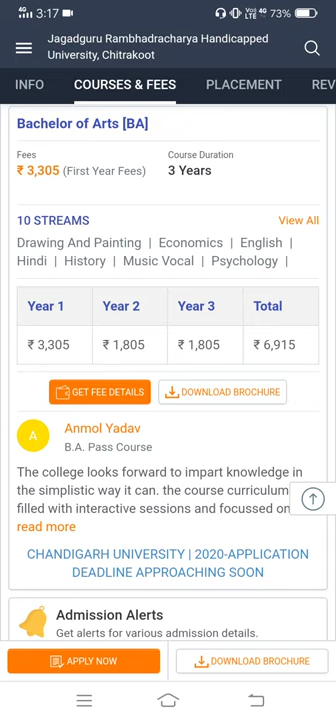 4G 3:17 Vo) LTE 4G 73%
Jagadguru Rambhadracharya Handicapped
University, Chitrakoot
INFO COURSES & FEES PLACEMENT REV
Bachelor of Arts [BA]
Fees Course Duration
₹ 3,305 (First Year Fees) 3 Years
10 STREAMS View All
Drawing And Painting | Economics | English |
Hindi | History | Music Vocal | Psychology |
Year 1 Year 2 Year 3 Total
₹ 3,305 ₹ 1,805 ₹ 1,805 ₹ 6,915
GET FEE DETAILS DOWNLOAD BROCHURE
A Anmol Yadav
B.A. Pass Course
The college looks forward to impart knowledge in
the simplistic way it can. the course curriculum
filled with interactive sessions and focussed on
read more
CHANDIGARH UNIVERSITY | 2020-APPLICATION
DEADLINE APPROACHING SOON
Admission Alerts
Get alerts for various admission details.
APPLY NOW DOWNLOAD BROCHURE